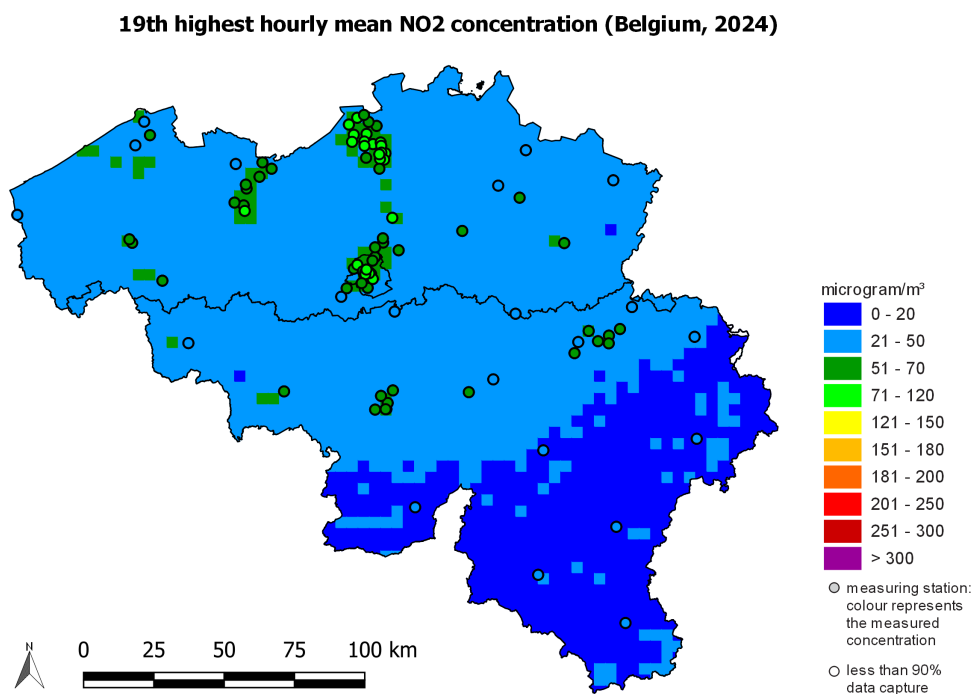 19th highest hourly mean NO2 concentration (Belgium, 2024)
microgram/m³
0 - 20
21 - 50
51 - 70
71 - 120
121 - 150
151 - 180
181 - 200
201 - 250
251 - 300
> 300
measuring station:
colour represents
the measured
concentration
less than 90%
data capture
N
0 25 50 75 100 km